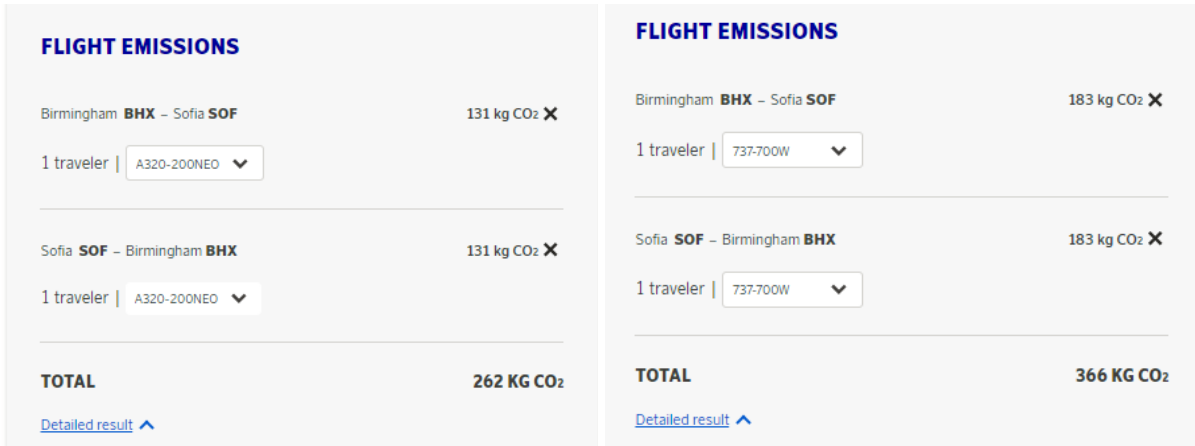 FLIGHT EMISSIONS
Birmingham BHX – Sofia SOF 131 kg CO2
1 traveler | A320-200NEO
Sofia SOF – Birmingham BHX 131 kg CO2
1 traveler | A320-200NEO
TOTAL 262 KG CO2
Detailed result
FLIGHT EMISSIONS
Birmingham BHX – Sofia SOF 183 kg CO2
1 traveler | 737-700W
Sofia SOF – Birmingham BHX 183 kg CO2
1 traveler | 737-700W
TOTAL 366 KG CO2
Detailed result